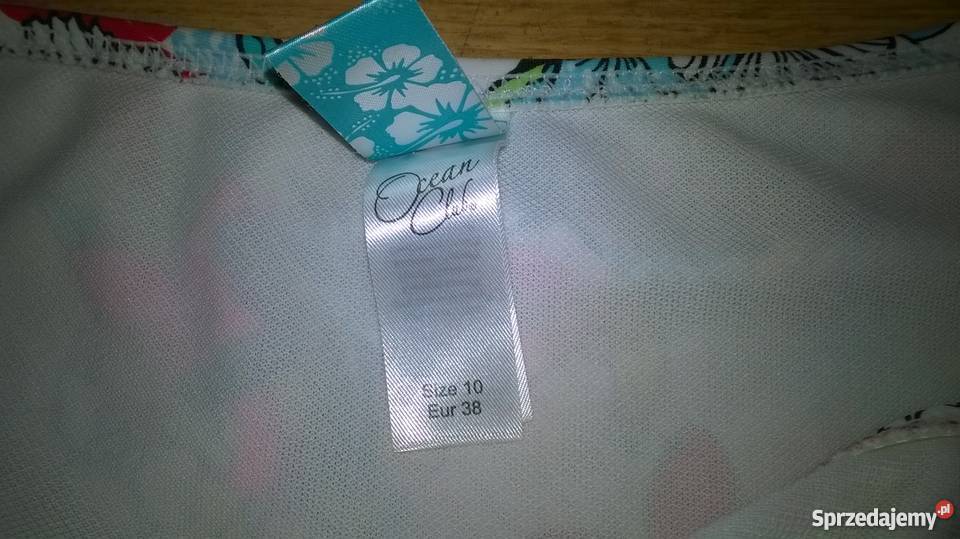 Ocean
Club
Size 10
Eur 38
Sprzedajemy.pl